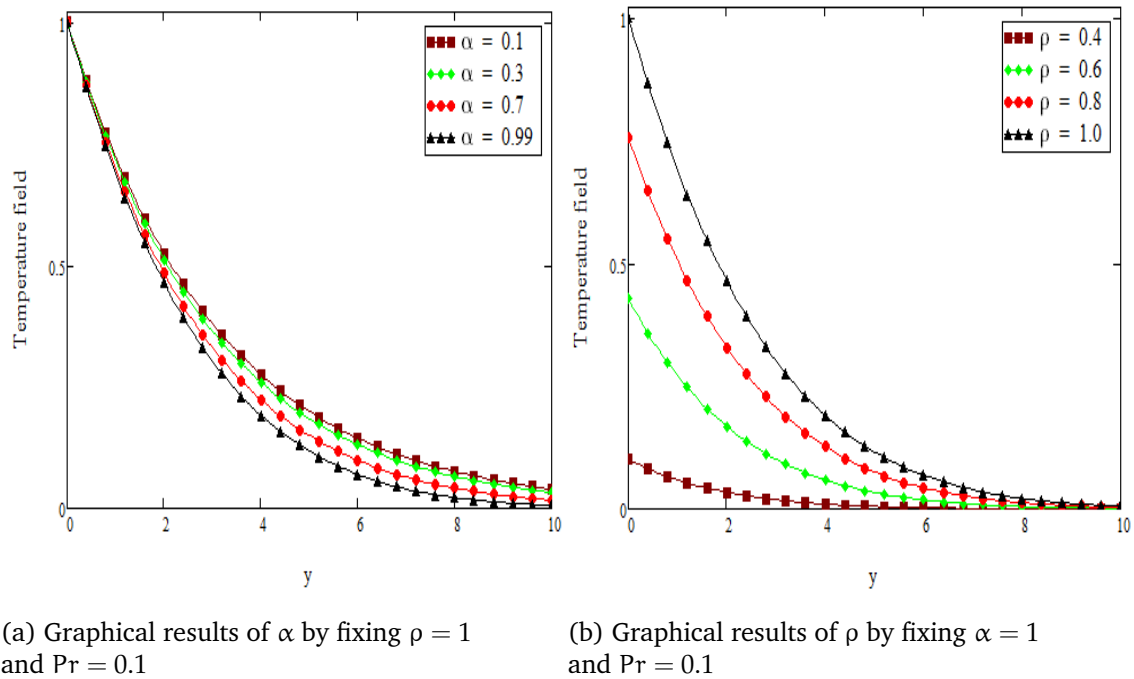 1
0.5
0
0
2
4
6
8
10
Temperature field
y
α = 0.1
α = 0.3
α = 0.7
α = 0.99
1
0.5
0
0
2
4
6
8
10
Temperature field
y
ρ = 0.4
ρ = 0.6
ρ = 0.8
ρ = 1.0
(a) Graphical results of α by fixing ρ = 1
and Pr = 0.1
(b) Graphical results of ρ by fixing α = 1
and Pr = 0.1